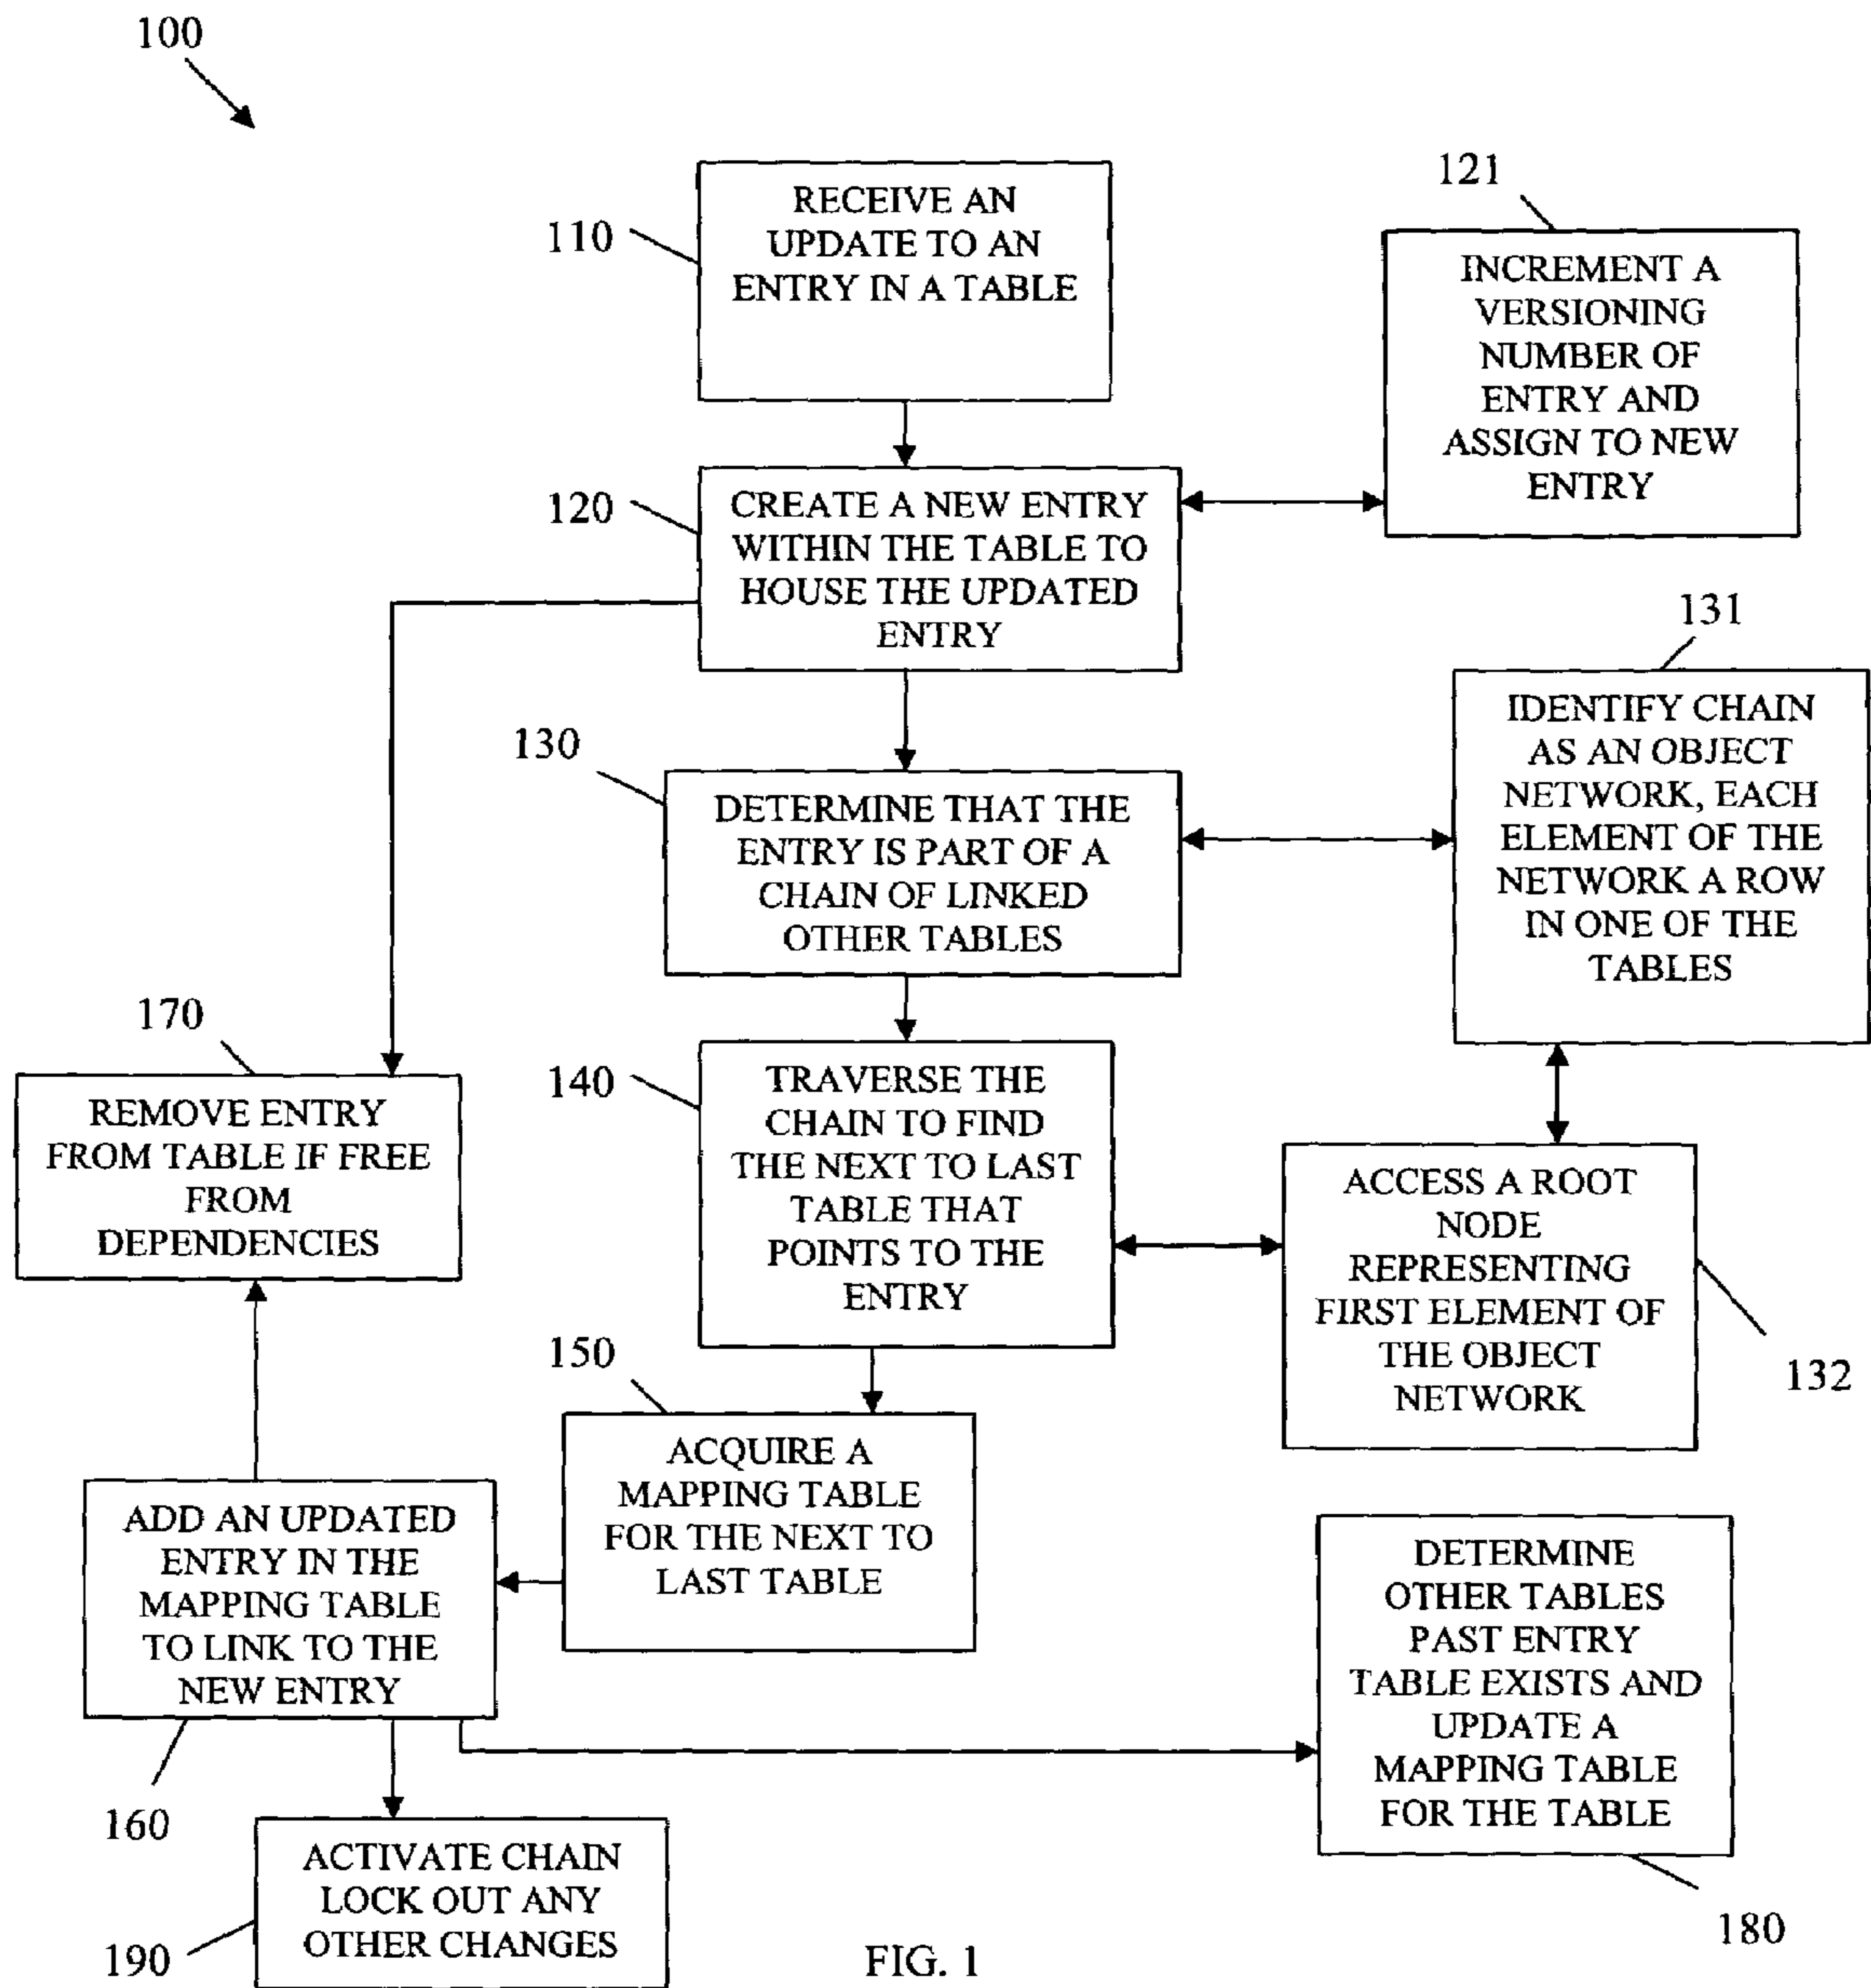 100
110
RECEIVE AN
UPDATE TO AN
ENTRY IN A TABLE
121
INCREMENT A
VERSIONING
NUMBER OF
ENTRY AND
ASSIGN TO NEW
ENTRY
120
CREATE A NEW ENTRY
WITHIN THE TABLE TO
HOUSE THE UPDATED
ENTRY
130
DETERMINE THAT THE
ENTRY IS PART OF A
CHAIN OF LINKED
OTHER TABLES
131
IDENTIFY CHAIN
AS AN OBJECT
NETWORK, EACH
ELEMENT OF THE
NETWORK A ROW
IN ONE OF THE
TABLES
170
REMOVE ENTRY
FROM TABLE IF FREE
FROM
DEPENDENCIES
140
TRAVERSE THE
CHAIN TO FIND
THE NEXT TO LAST
TABLE THAT
POINTS TO THE
ENTRY
ACCESS A ROOT
NODE
REPRESENTING
FIRST ELEMENT OF
THE OBJECT
NETWORK
132
150
ACQUIRE A
MAPPING TABLE
FOR THE NEXT TO
LAST TABLE
ADD AN UPDATED
ENTRY IN THE
MAPPING TABLE
TO LINK TO THE
NEW ENTRY
160
DETERMINE
OTHER TABLES
PAST ENTRY
TABLE EXISTS AND
UPDATE A
MAPPING TABLE
FOR THE TABLE
180
ACTIVATE CHAIN
LOCK OUT ANY
OTHER CHANGES
190
FIG. 1